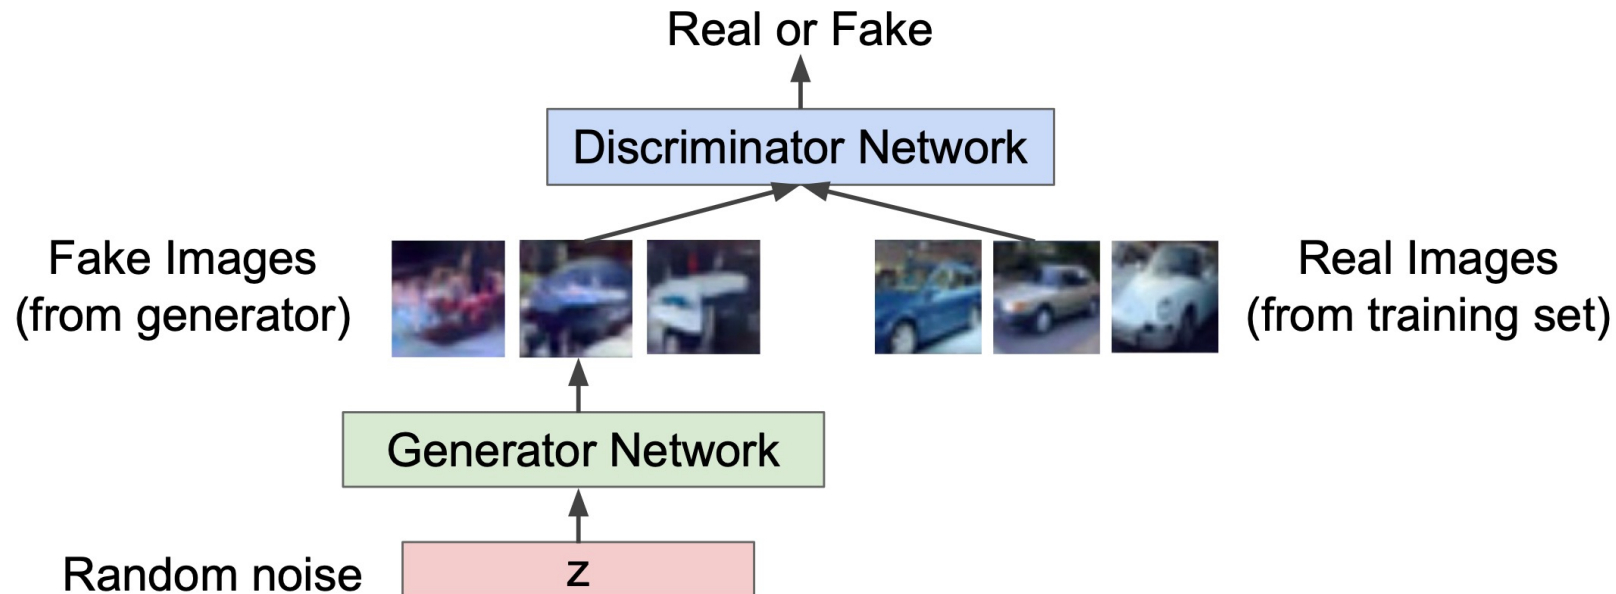 Real or Fake
Discriminator Network
Fake Images
(from generator)
Real Images
(from training set)
Generator Network
Random noise
z